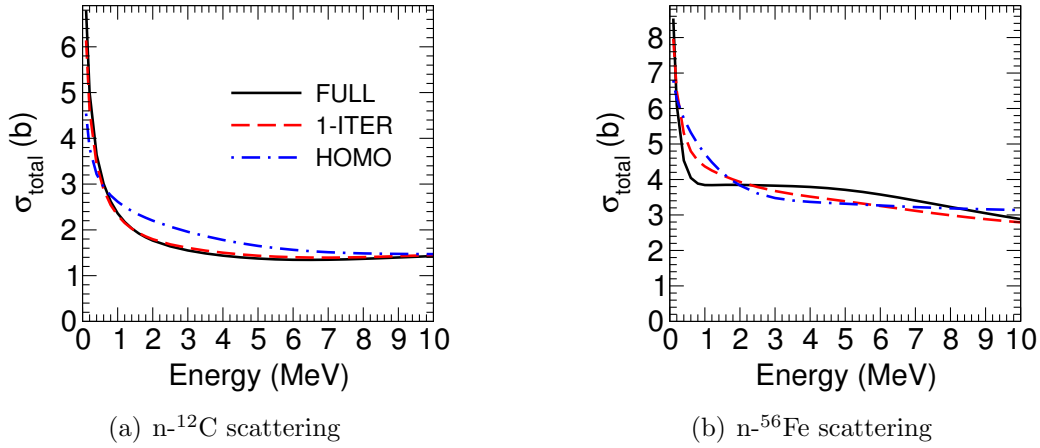 σtotal (b)
6
5
4
3
2
1
0
FULL
1-ITER
HOMO
0 1 2 3 4 5 6 7 8 9 10
Energy (MeV)
(a) n-¹²C scattering
σtotal (b)
8
7
6
5
4
3
2
1
0
0 1 2 3 4 5 6 7 8 9 10
Energy (MeV)
(b) n-⁵⁶Fe scattering